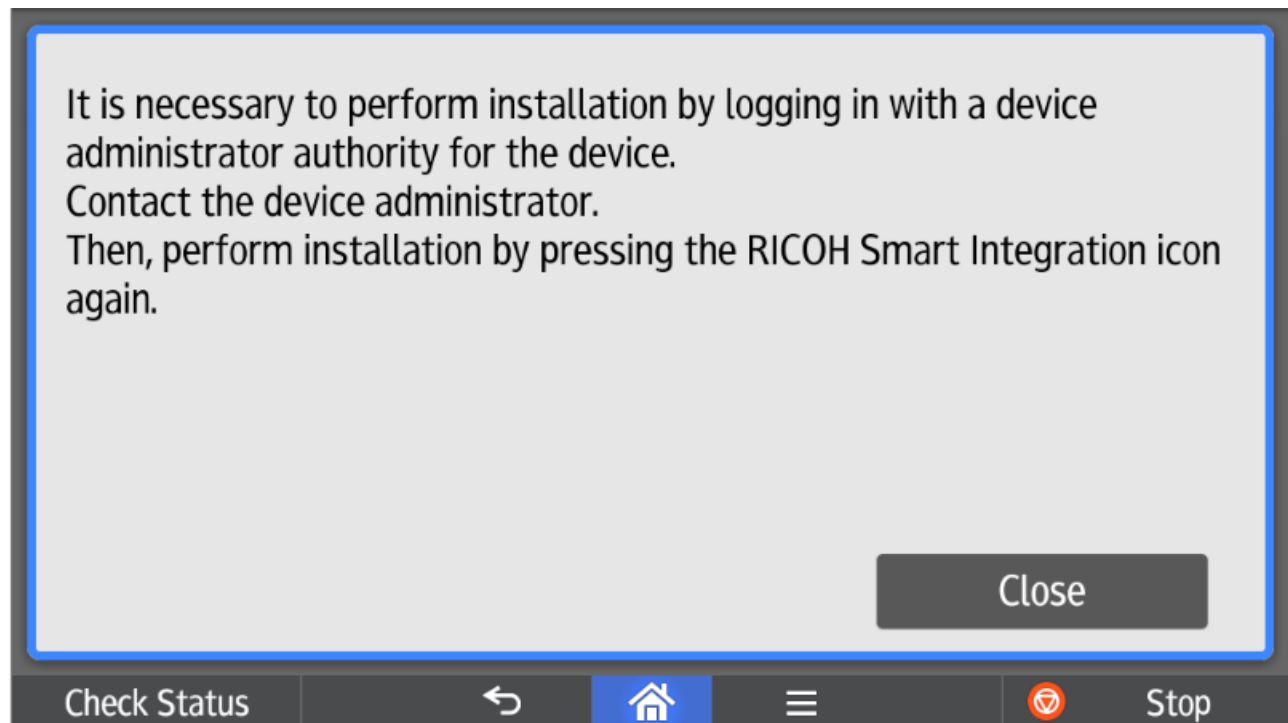 It is necessary to perform installation by logging in with a device
administrator authority for the device.
Contact the device administrator.
Then, perform installation by pressing the RICOH Smart Integration icon
again.
Close
Check Status
Stop